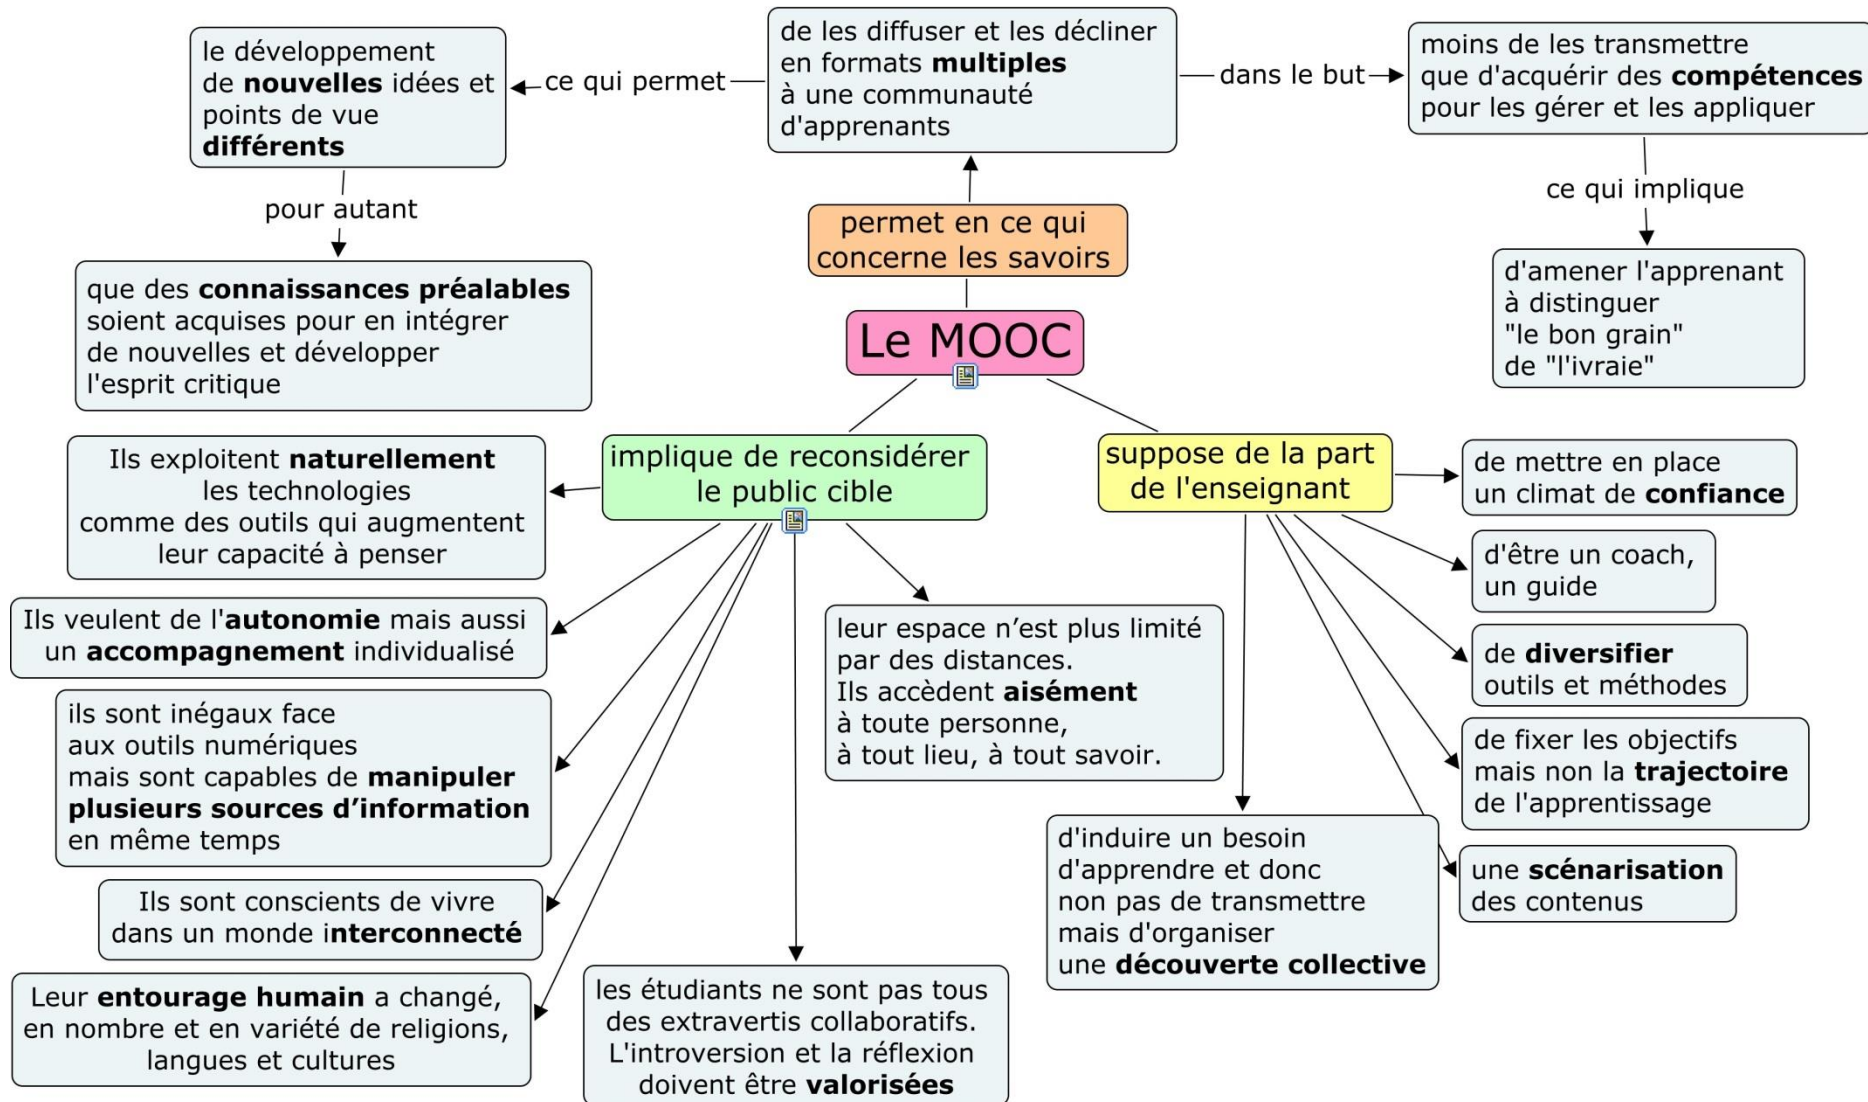 le développement
de nouvelles idées et
points de vue
différents
ce qui permet
de les diffuser et les décliner
en formats multiples
à une communauté
d'apprenants
dans le but
moins de les transmettre
que d'acquérir des compétences
pour les gérer et les appliquer
pour autant
ce qui implique
permet en ce qui
concerne les savoirs
que des connaissances préalables
soient acquises pour en intégrer
de nouvelles et développer
l'esprit critique
d'amener l'apprenant
à distinguer
"le bon grain"
de "l'ivraie"
Le MOOC
implique de reconsidérer
le public cible
suppose de la part
de l'enseignant
Ils exploitent naturellement
les technologies
comme des outils qui augmentent
leur capacité à penser
Ils veulent de l'autonomie mais aussi
un accompagnement individualisé
ils sont inégaux face
aux outils numériques
mais sont capables de manipuler
plusieurs sources d’information
en même temps
Ils sont conscients de vivre
dans un monde interconnecté
Leur entourage humain a changé,
en nombre et en variété de religions,
langues et cultures
les étudiants ne sont pas tous
des extravertis collaboratifs.
L'introversion et la réflexion
doivent être valorisées
leur espace n’est plus limité
par des distances.
Ils accèdent aisément
à toute personne,
à tout lieu, à tout savoir.
de mettre en place
un climat de confiance
d'être un coach,
un guide
de diversifier
outils et méthodes
de fixer les objectifs
mais non la trajectoire
de l'apprentissage
une scénarisation
des contenus
d'induire un besoin
d'apprendre et donc
non pas de transmettre
mais d'organiser
une découverte collective